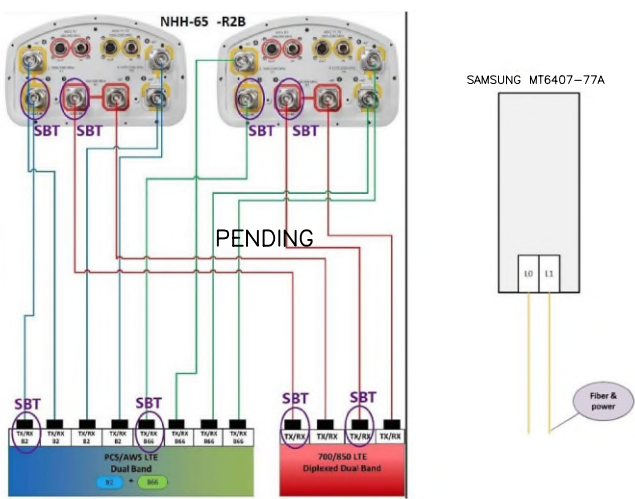 NHH-65 -R2B
SAMSUNG MT6407-77A
SBT SBT
SBT SBT
PENDING
L0 L1
Fiber &
power
SBT SBT SBT SBT
TX/RX TX/RX TX/RX TX/RX TX/RX TX/RX TX/RX TX/RX
B2 B2 B2 B2 B66 B66 B66 B66
TX/RX TX/RX TX/RX TX/RX
PCS/AWS LTE
Dual Band
B2 + B66
700/850 LTE
Diplexed Dual Band